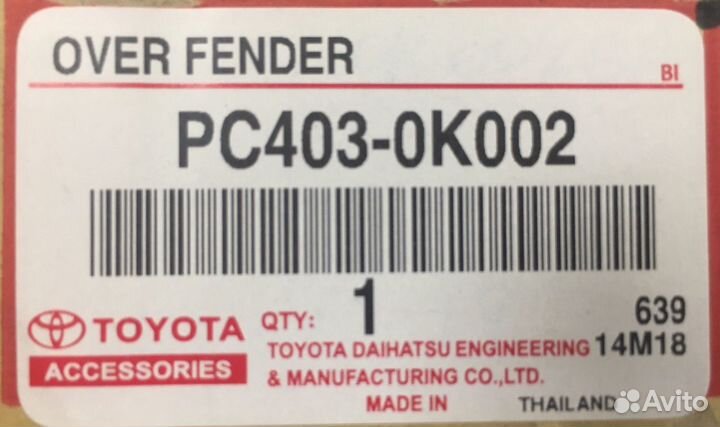 OVER FENDER
BI
PC403-0K002
QTY: 1
639
TOYOTA
TOYOTA DAIHATSU ENGINEERING 14M18
ACCESSORIES
& MANUFACTURING CO.,LTD.
MADE IN THAILAND
Avito